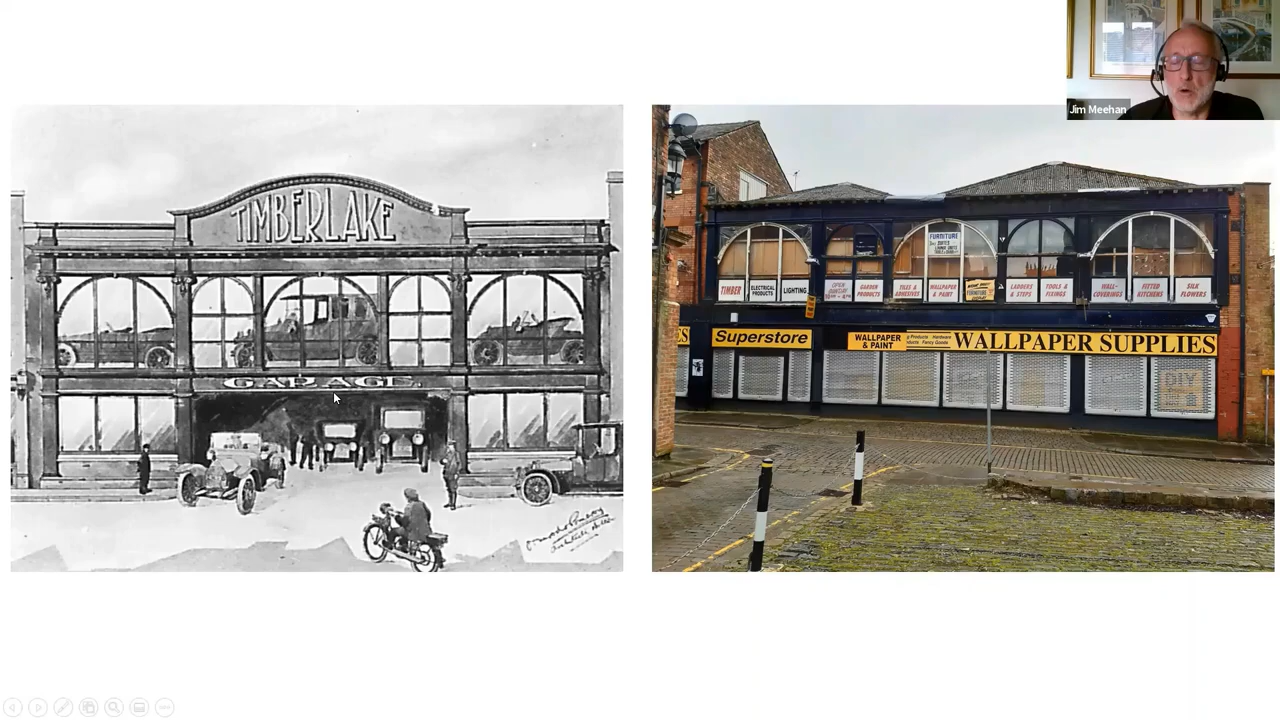 Jim Meehan
TIMBERLAKE
GARAGE
FURNITURE
TIMBER
ELECTRICAL PRODUCTS
LIGHTING
OPEN
GARDEN PRODUCTS
TILES & ADHESIVES
WALLPAPER & PAINT
LADDERS & STEPS
TOOLS & FIXINGS
WALL-COVERINGS
FITTED KITCHENS
SILK FLOWERS
Superstore
WALLPAPER & PAINT
WALLPAPER SUPPLIES
DIY